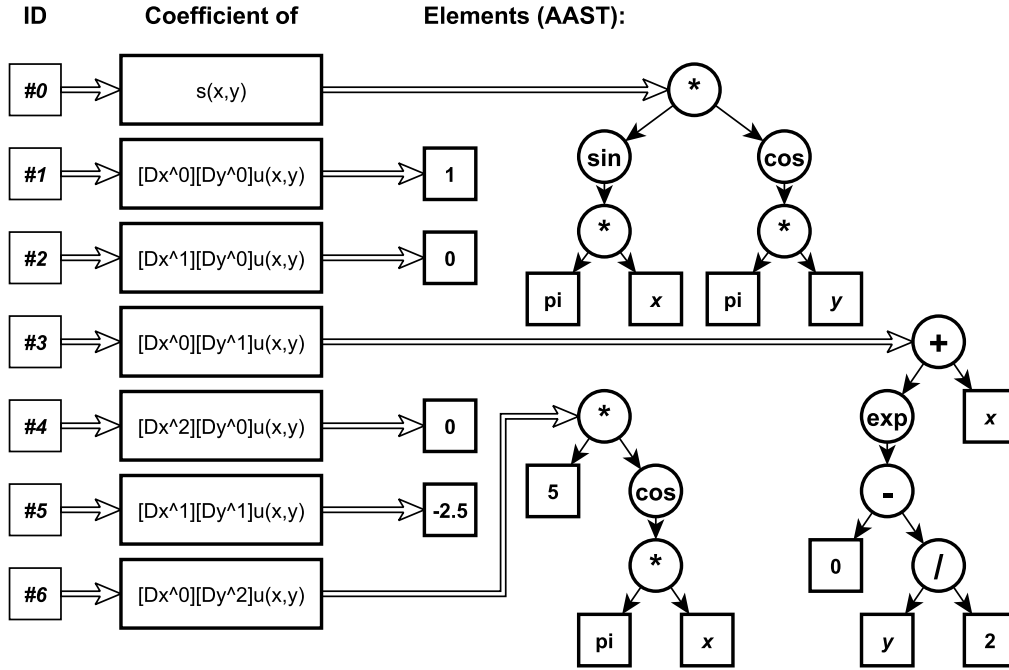 ID Coefficient of Elements (AAST):
#0 s(x,y) *
sin cos
#1 [Dx^0][Dy^0]u(x,y) 1
* *
#2 [Dx^1][Dy^0]u(x,y) 0
pi x pi y
#3 [Dx^0][Dy^1]u(x,y) +
* exp x
#4 [Dx^2][Dy^0]u(x,y) 0
5 cos -
#5 [Dx^1][Dy^1]u(x,y) -2.5
* 0 /
#6 [Dx^0][Dy^2]u(x,y)
pi x y 2